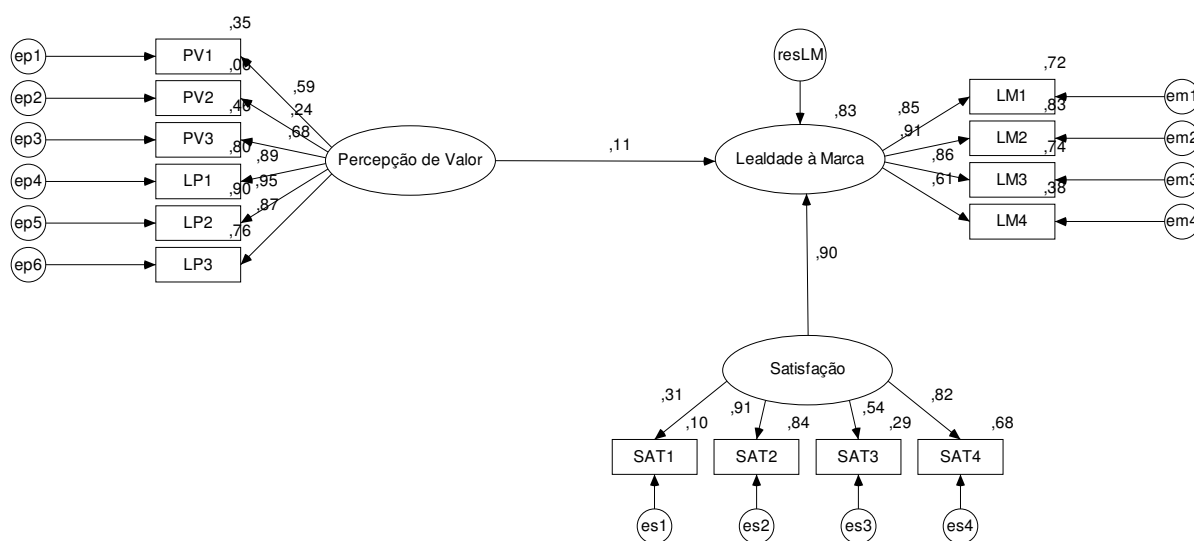 ,35
ep1
PV1
,06
ep2
PV2
,46
ep3
PV3
,80
ep4
LP1
,90
ep5
LP2
,76
ep6
LP3
,59
,24
,68
,89
,95
,87
Percepção de Valor
,11
resLM
,83
Lealdade à Marca
,85
,91
,86
,61
,72
LM1
em1
,83
LM2
em2
,74
LM3
em3
,38
LM4
em4
,90
Satisfação
,31
,91
,54
,82
,10
,84
,29
,68
SAT1
SAT2
SAT3
SAT4
es1
es2
es3
es4